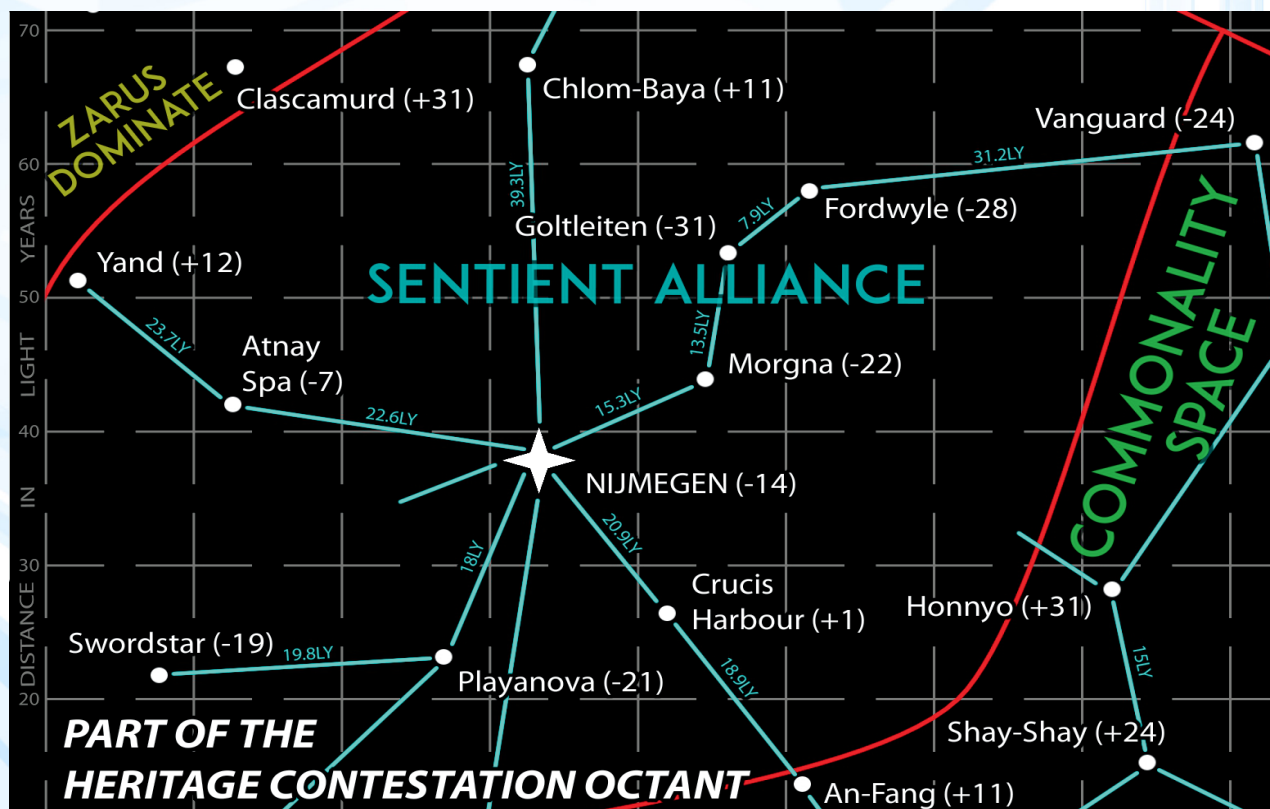 70
ZARUS
DOMINATE
Clascamurd (+31)
Chlom-Baya (+11)
Vanguard (-24)
60
39.3LY
31.2LY
Goltleiten (-31)
7.9LY
Fordwyle (-28)
Yand (+12)
SENTIENT ALLIANCE
50
23.7LY
Atnay
Spa (-7)
13.5LY
Morgna (-22)
COMMONALITY
SPACE
22.6LY
15.3LY
40
NIJMEGEN (-14)
DISTANCE IN LIGHT YEARS
18LY
20.9LY
30
Crucis
Harbour (+1)
Honnyo (+31)
Swordstar (-19)
19.8LY
Playanova (-21)
18.9LY
15LY
20
Shay-Shay (+24)
PART OF THE
HERITAGE CONTESTATION OCTANT
An-Fang (+11)